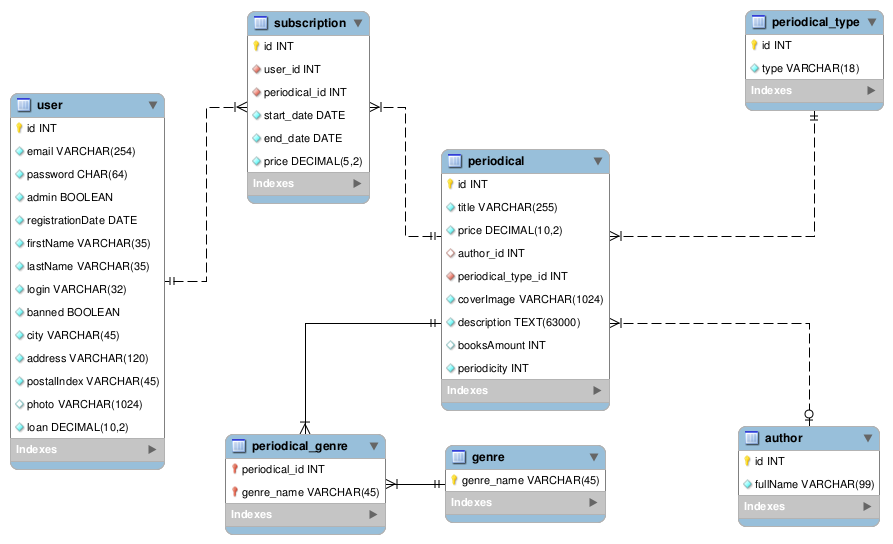 subscription
id INT
user_id INT
periodical_id INT
start_date DATE
end_date DATE
price DECIMAL(5,2)
Indexes
periodical_type
id INT
type VARCHAR(18)
Indexes
user
id INT
email VARCHAR(254)
password CHAR(64)
admin BOOLEAN
registrationDate DATE
firstName VARCHAR(35)
lastName VARCHAR(35)
login VARCHAR(32)
banned BOOLEAN
city VARCHAR(45)
address VARCHAR(120)
postalIndex VARCHAR(45)
photo VARCHAR(1024)
loan DECIMAL(10,2)
Indexes
periodical
id INT
title VARCHAR(255)
price DECIMAL(10,2)
author_id INT
periodical_type_id INT
coverImage VARCHAR(1024)
description TEXT(63000)
booksAmount INT
periodicity INT
Indexes
periodical_genre
periodical_id INT
genre_name VARCHAR(45)
Indexes
genre
genre_name VARCHAR(45)
Indexes
author
id INT
fullName VARCHAR(99)
Indexes